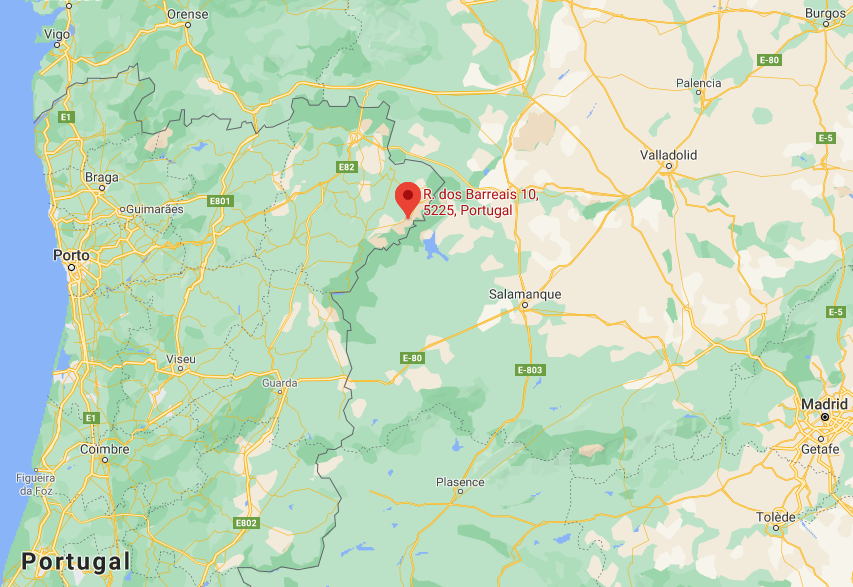 Orense
Vigo
Burgos
E-80
Palencia
E1
E-5
Valladolid
E82
Braga
R. dos Barreais 10,
5225, Portugal
E801
Guimarães
Porto
Salamanque
E-5
Viseu
E-80
E-803
Guarda
Madrid
E1
Coimbre
Getafe
Figueira
da Foz
Plasence
E802
Tolède
Portugal